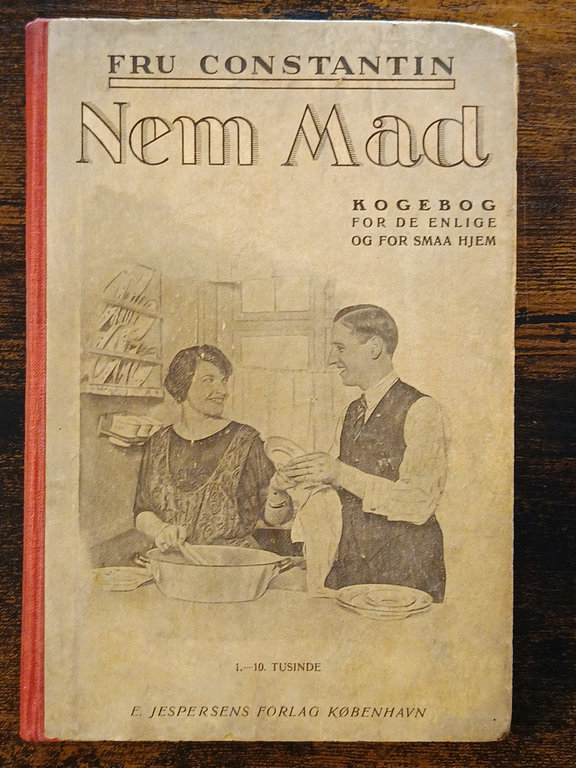 FRU CONSTANTIN
Nem Mad
KOGEBOG
FOR DE ENLIGE
OG FOR SMAA HJEM
1.—10. TUSINDE
E. JESPERSENS FORLAG KØBENHAVN